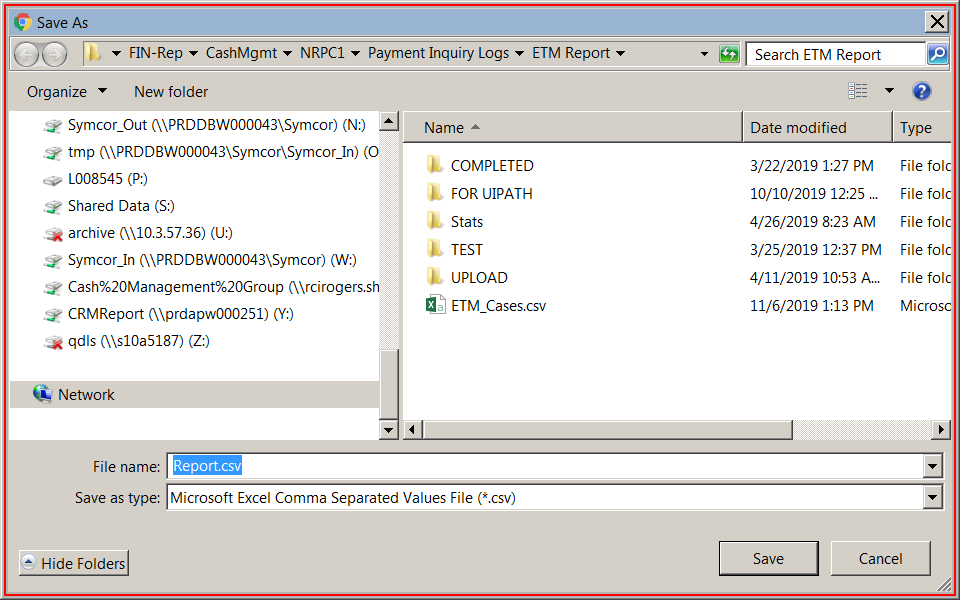 Save As
FIN-Rep CashMgmt NRPC1 Payment Inquiry Logs ETM Report Search ETM Report
Organize New folder
Symcor_Out (\\PRDDBW000043\Symcor) (N:)
tmp (\\PRDDBW000043\Symcor\Symcor_In) (O
L008545 (P:)
Shared Data (S:)
archive (\\10.3.57.36) (U:)
Symcor_In (\\PRDDBW000043\Symcor) (W:)
Cash%20Management%20Group (\\rcirogers.sh
CRMReport (\\prdapw000251) (Y:)
qdls (\\s10a5187) (Z:)
Network
Name Date modified Type
COMPLETED 3/22/2019 1:27 PM File folc
FOR UIPATH 10/10/2019 12:25 ... File folc
Stats 4/26/2019 8:23 AM File folc
TEST 3/25/2019 12:37 PM File folc
UPLOAD 4/11/2019 10:53 A... File folc
ETM_Cases.csv 11/6/2019 1:13 PM Microso
File name: Report.csv
Save as type: Microsoft Excel Comma Separated Values File (*.csv)
Hide Folders Save Cancel